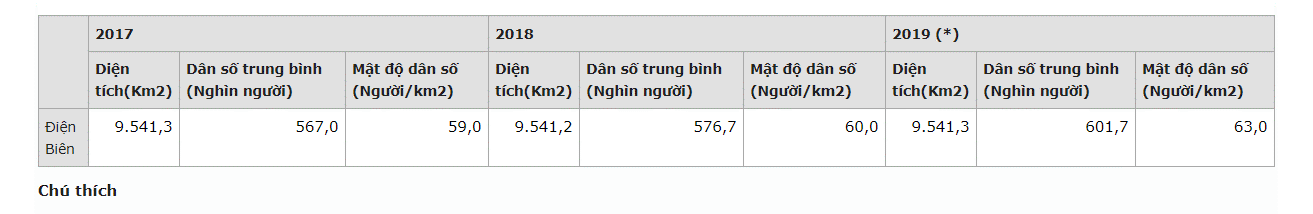 2017 2018 2019 (*)
Diện Dân số trung bình Mật độ dân số Diện Dân số trung bình Mật độ dân số Diện Dân số trung bình Mật độ dân số
tích(Km2) (Nghìn người) (Người/km2) tích(Km2) (Nghìn người) (Người/km2) tích(Km2) (Nghìn người) (Người/km2)
Điện 9.541,3 567,0 59,0 9.541,2 576,7 60,0 9.541,3 601,7 63,0
Biên
Chú thích